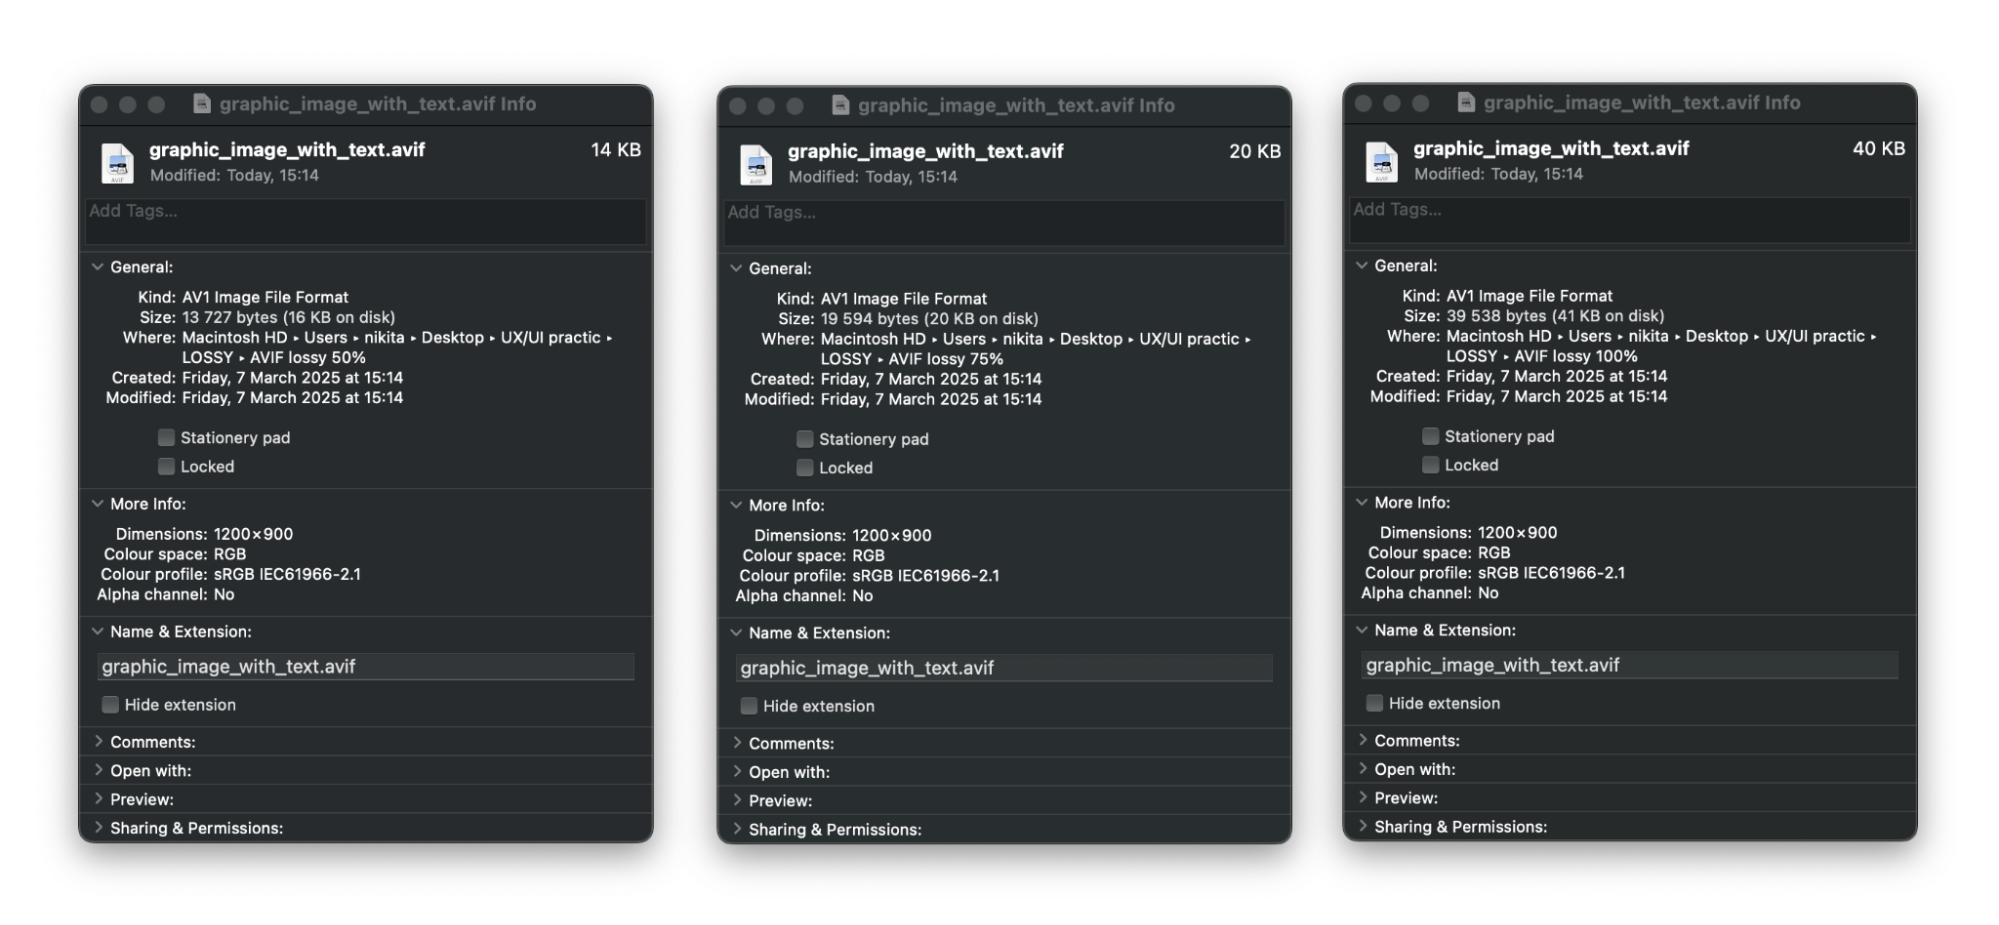 graphic_image_with_text.avif Info
graphic_image_with_text.avif 14 KB
Modified: Today, 15:14
Add Tags...
General:
Kind: AV1 Image File Format
Size: 13 727 bytes (16 KB on disk)
Where: Macintosh HD ▸ Users ▸ nikita ▸ Desktop ▸ UX/UI practic ▸
LOSSY ▸ AVIF lossy 50%
Created: Friday, 7 March 2025 at 15:14
Modified: Friday, 7 March 2025 at 15:14
Stationery pad
Locked
More Info:
Dimensions: 1200×900
Colour space: RGB
Colour profile: sRGB IEC61966-2.1
Alpha channel: No
Name & Extension:
graphic_image_with_text.avif
Hide extension
Comments:
Open with:
Preview:
Sharing & Permissions:
graphic_image_with_text.avif Info
graphic_image_with_text.avif 20 KB
Modified: Today, 15:14
Add Tags...
General:
Kind: AV1 Image File Format
Size: 19 594 bytes (20 KB on disk)
Where: Macintosh HD ▸ Users ▸ nikita ▸ Desktop ▸ UX/UI practic ▸
LOSSY ▸ AVIF lossy 75%
Created: Friday, 7 March 2025 at 15:14
Modified: Friday, 7 March 2025 at 15:14
Stationery pad
Locked
More Info:
Dimensions: 1200×900
Colour space: RGB
Colour profile: sRGB IEC61966-2.1
Alpha channel: No
Name & Extension:
graphic_image_with_text.avif
Hide extension
Comments:
Open with:
Preview:
Sharing & Permissions:
graphic_image_with_text.avif Info
graphic_image_with_text.avif 40 KB
Modified: Today, 15:14
Add Tags...
General:
Kind: AV1 Image File Format
Size: 39 538 bytes (41 KB on disk)
Where: Macintosh HD ▸ Users ▸ nikita ▸ Desktop ▸ UX/UI practic ▸
LOSSY ▸ AVIF lossy 100%
Created: Friday, 7 March 2025 at 15:14
Modified: Friday, 7 March 2025 at 15:14
Stationery pad
Locked
More Info:
Dimensions: 1200×900
Colour space: RGB
Colour profile: sRGB IEC61966-2.1
Alpha channel: No
Name & Extension:
graphic_image_with_text.avif
Hide extension
Comments:
Open with:
Preview:
Sharing & Permissions: